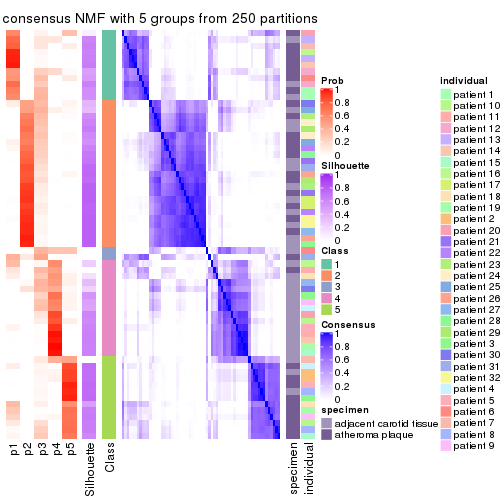 consensus NMF with 5 groups from 250 partitions
Prob
1
0.8
0.6
0.4
0.2
0
Silhouette
1
0.8
0.6
0.4
0.2
0
Class
1
2
3
4
5
Consensus
1
0.8
0.6
0.4
0.2
0
specimen
adjacent carotid tissue
atheroma plaque
individual
patient 1
patient 10
patient 11
patient 12
patient 13
patient 14
patient 15
patient 16
patient 17
patient 18
patient 19
patient 2
patient 20
patient 21
patient 22
patient 23
patient 24
patient 25
patient 26
patient 27
patient 28
patient 29
patient 3
patient 30
patient 31
patient 32
patient 4
patient 5
patient 6
patient 7
patient 8
patient 9
p1
p2
p3
p4
p5
Silhouette
Class
specimen
individual